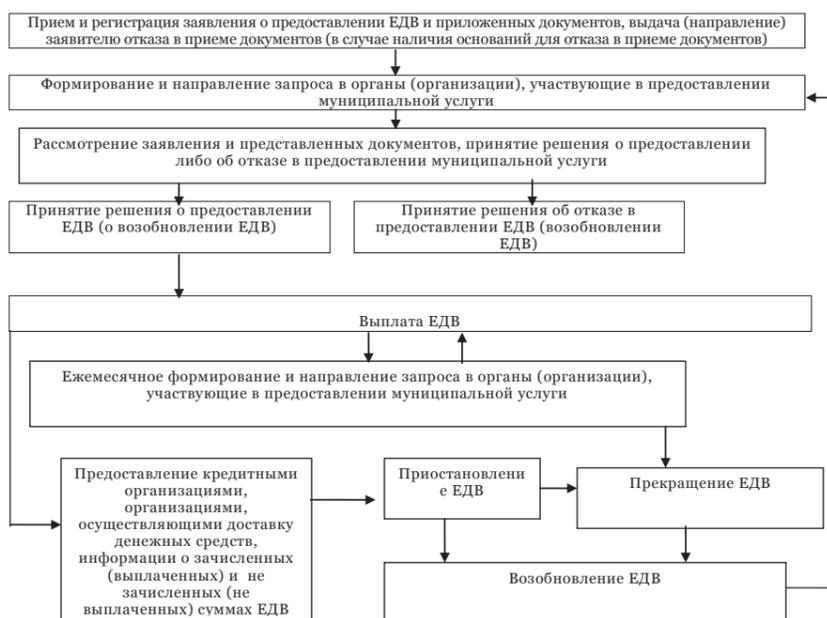 Прием и регистрация заявления о предоставлении ЕДВ и приложенных документов, выдача (направление)
заявителю отказа в приеме документов (в случае наличия оснований для отказа в приеме документов)
Формирование и направление запроса в органы (организации), участвующие в предоставлении
муниципальной услуги
Рассмотрение заявления и представленных документов, принятие решения о предоставлении
либо об отказе в предоставлении муниципальной услуги
Принятие решения о предоставлении
ЕДВ (о возобновлении ЕДВ)
Принятие решения об отказе в
предоставлении ЕДВ (возобновлении
ЕДВ)
Выплата ЕДВ
Ежемесячное формирование и направление запроса в органы (организации),
участвующие в предоставлении муниципальной услуги
Предоставление кредитными
организациями,
организациями,
осуществляющими доставку
денежных средств,
информации о зачисленных
(выплаченных) и не
зачисленных (не
выплаченных) суммах ЕДВ
Приостановлени
е ЕДВ
Прекращение ЕДВ
Возобновление ЕДВ